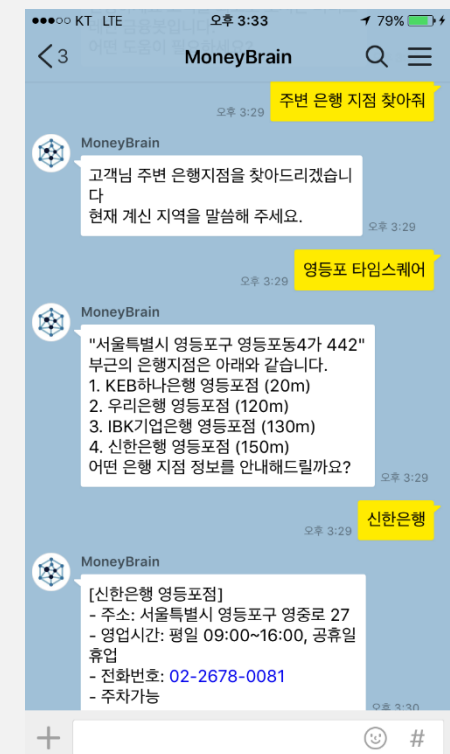 ●●●○○ KT LTE 오후 3:33 79%
3 MoneyBrain
주변 은행 지점 찾아줘
오후 3:29
MoneyBrain
고객님 주변 은행지점을 찾아드리겠습니
다
현재 계신 지역을 말씀해 주세요.
오후 3:29
영등포 타임스퀘어
오후 3:29
MoneyBrain
"서울특별시 영등포구 영등포동4가 442"
부근의 은행지점은 아래와 같습니다.
1. KEB하나은행 영등포점 (20m)
2. 우리은행 영등포점 (120m)
3. IBK기업은행 영등포점 (130m)
4. 신한은행 영등포점 (150m)
어떤 은행 지점 정보를 안내해드릴까요?
오후 3:29
신한은행
오후 3:29
MoneyBrain
[신한은행 영등포점]
- 주소: 서울특별시 영등포구 영중로 27
- 영업시간: 평일 09:00~16:00, 공휴일
휴업
- 전화번호: 02-2678-0081
- 주차가능
오후 3:30
#